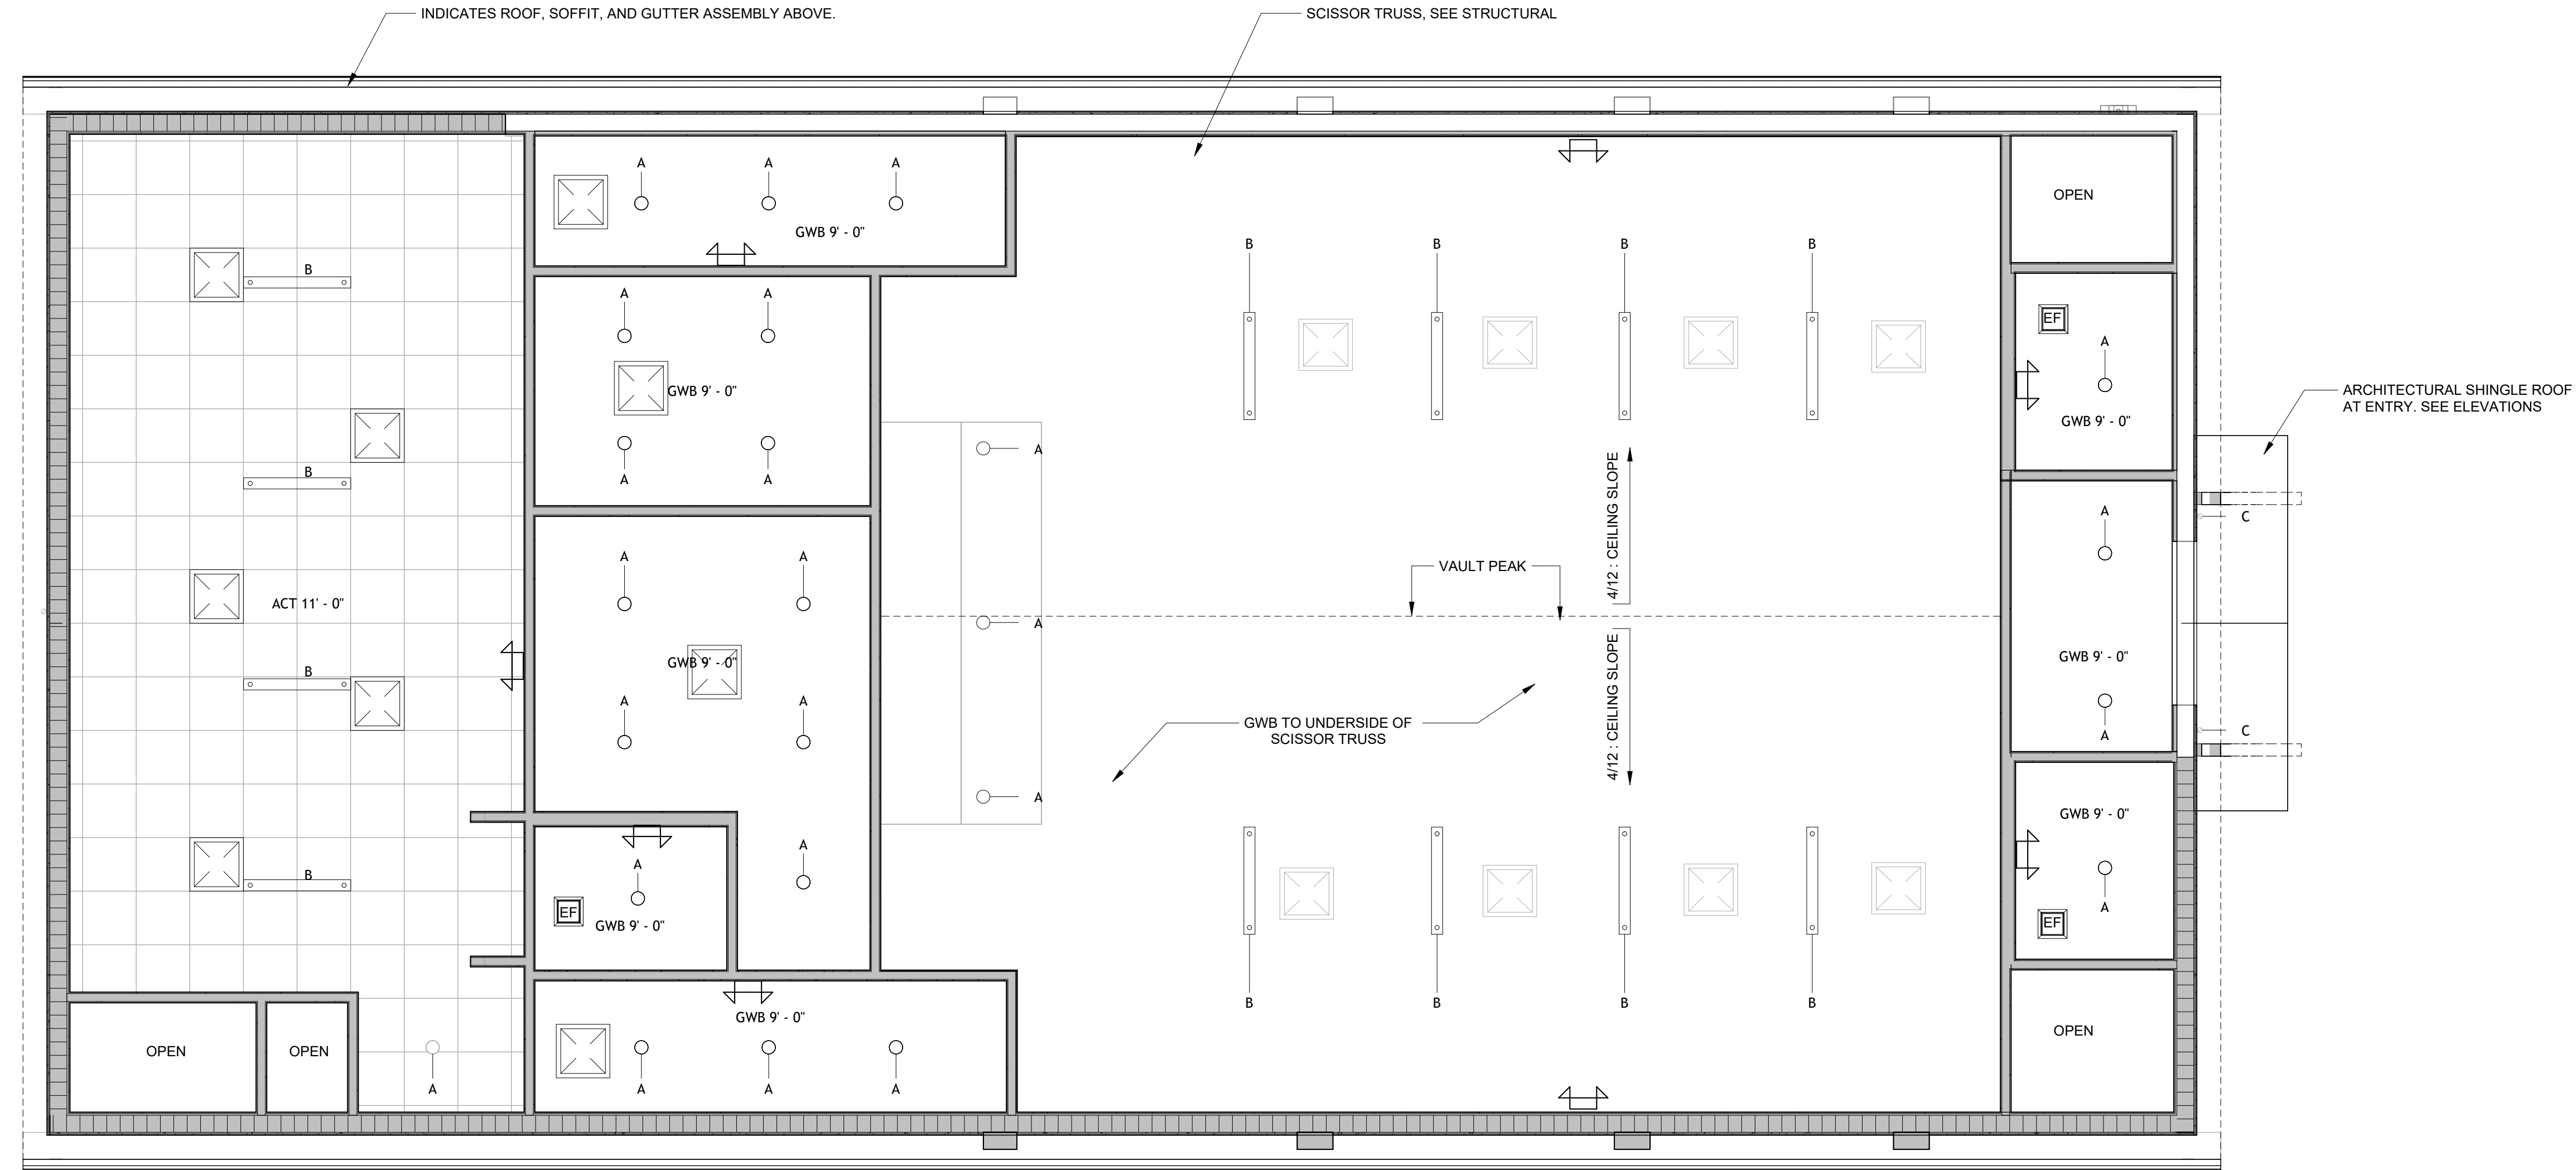 INDICATES ROOF, SOFFIT, AND GUTTER ASSEMBLY ABOVE.
SCISSOR TRUSS, SEE STRUCTURAL
A A A
OPEN
GWB 9' - 0"
B B B B
B
A A
EF
A
GWB 9' - 0"
ARCHITECTURAL SHINGLE ROOF
AT ENTRY. SEE ELEVATIONS
GWB 9' - 0"
A
B
A A
4/12 : CEILING SLOPE
A
C
A A
VAULT PEAK
ACT 11' - 0"
A
GWB 9' - 0"
GWB 9' - 0"
B
4/12 : CEILING SLOPE
A A
GWB TO UNDERSIDE OF
SCISSOR TRUSS
C
A
A
GWB 9' - 0"
A
A
B
EF
GWB 9' - 0"
A
EF
B B B B
GWB 9' - 0"
OPEN
OPEN
OPEN
A
A A A